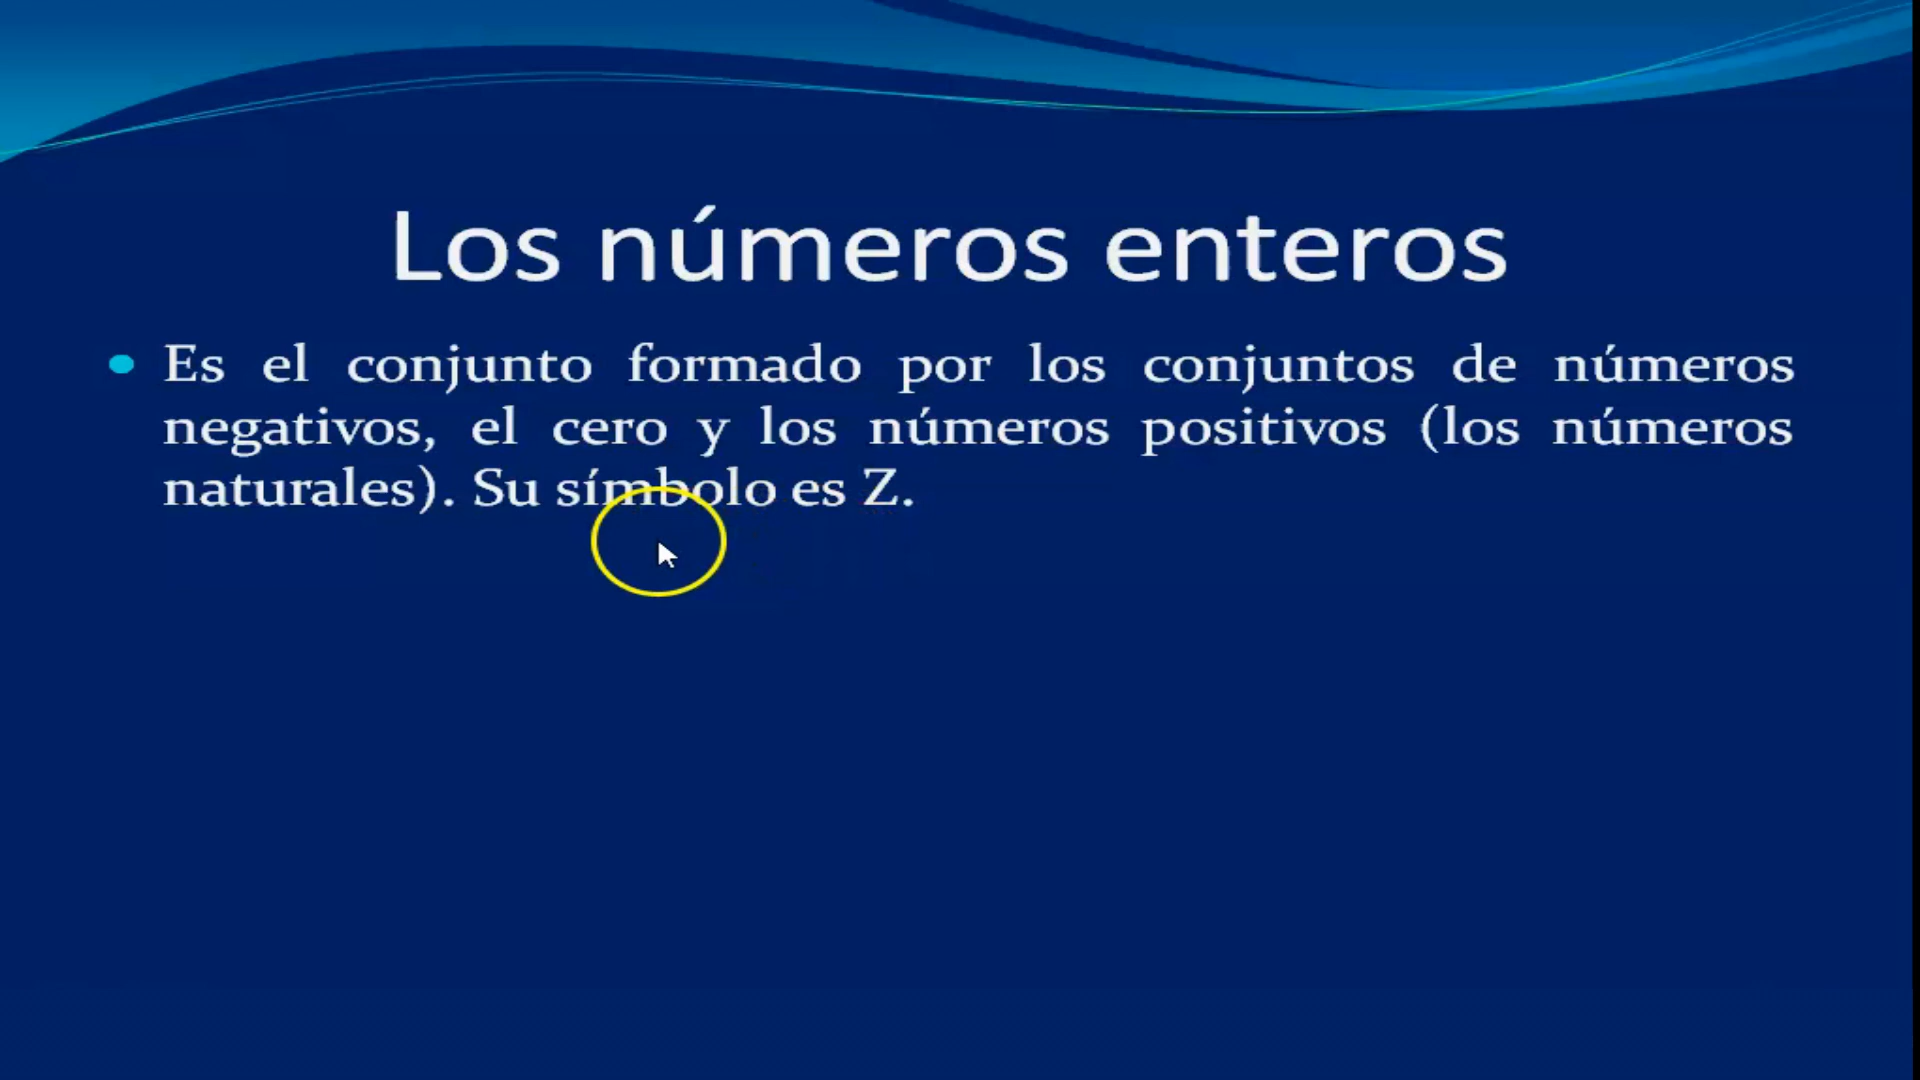 Los números enteros
Es el conjunto formado por los conjuntos de números
negativos, el cero y los números positivos (los números
naturales). Su símbolo es Z.